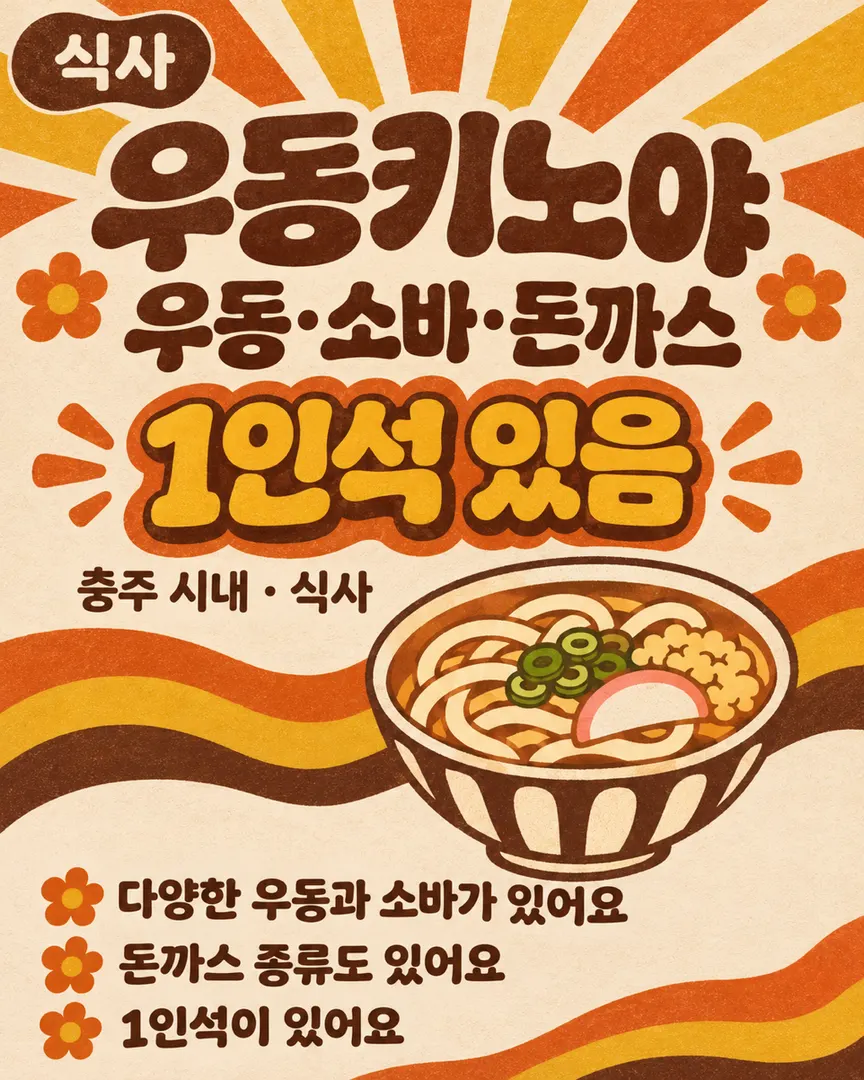 식사
우동키노야
우동·소바·돈까스
1인석 있음
충주 시내 · 식사
다양한 우동과 소바가 있어요
돈까스 종류도 있어요
1인석이 있어요